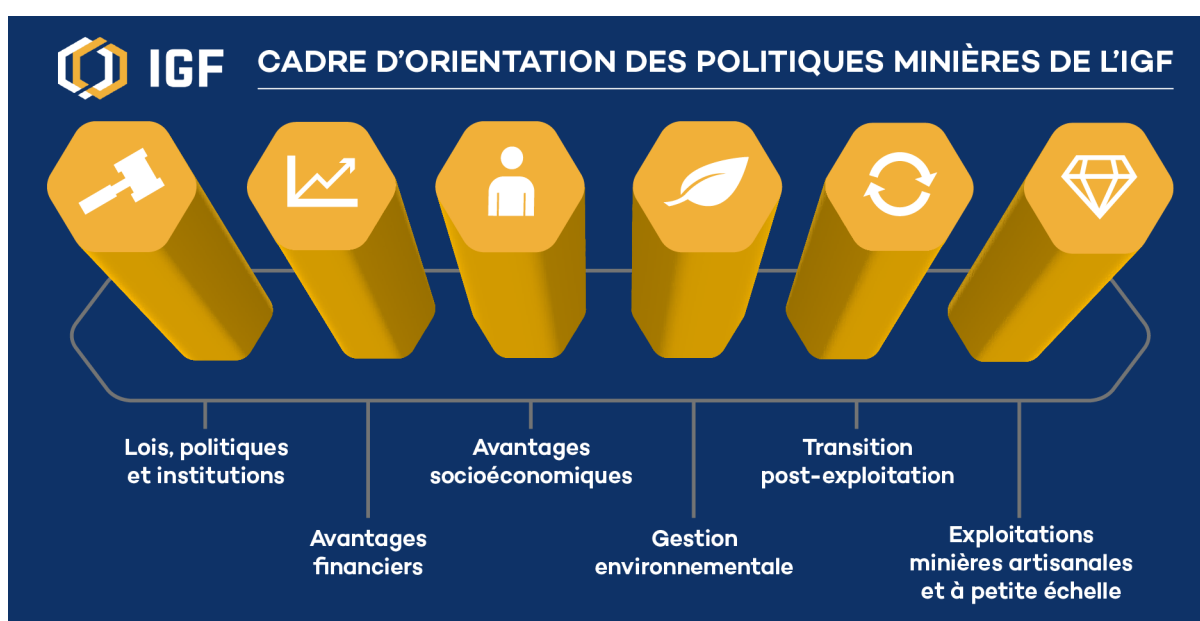 IGF
CADRE D’ORIENTATION DES POLITIQUES MINIÈRES DE L’IGF
Lois, politiques
et institutions
Avantages
financiers
Avantages
socioéconomiques
Gestion
environnementale
Transition
post-exploitation
Exploitations
minières artisanales
et à petite échelle